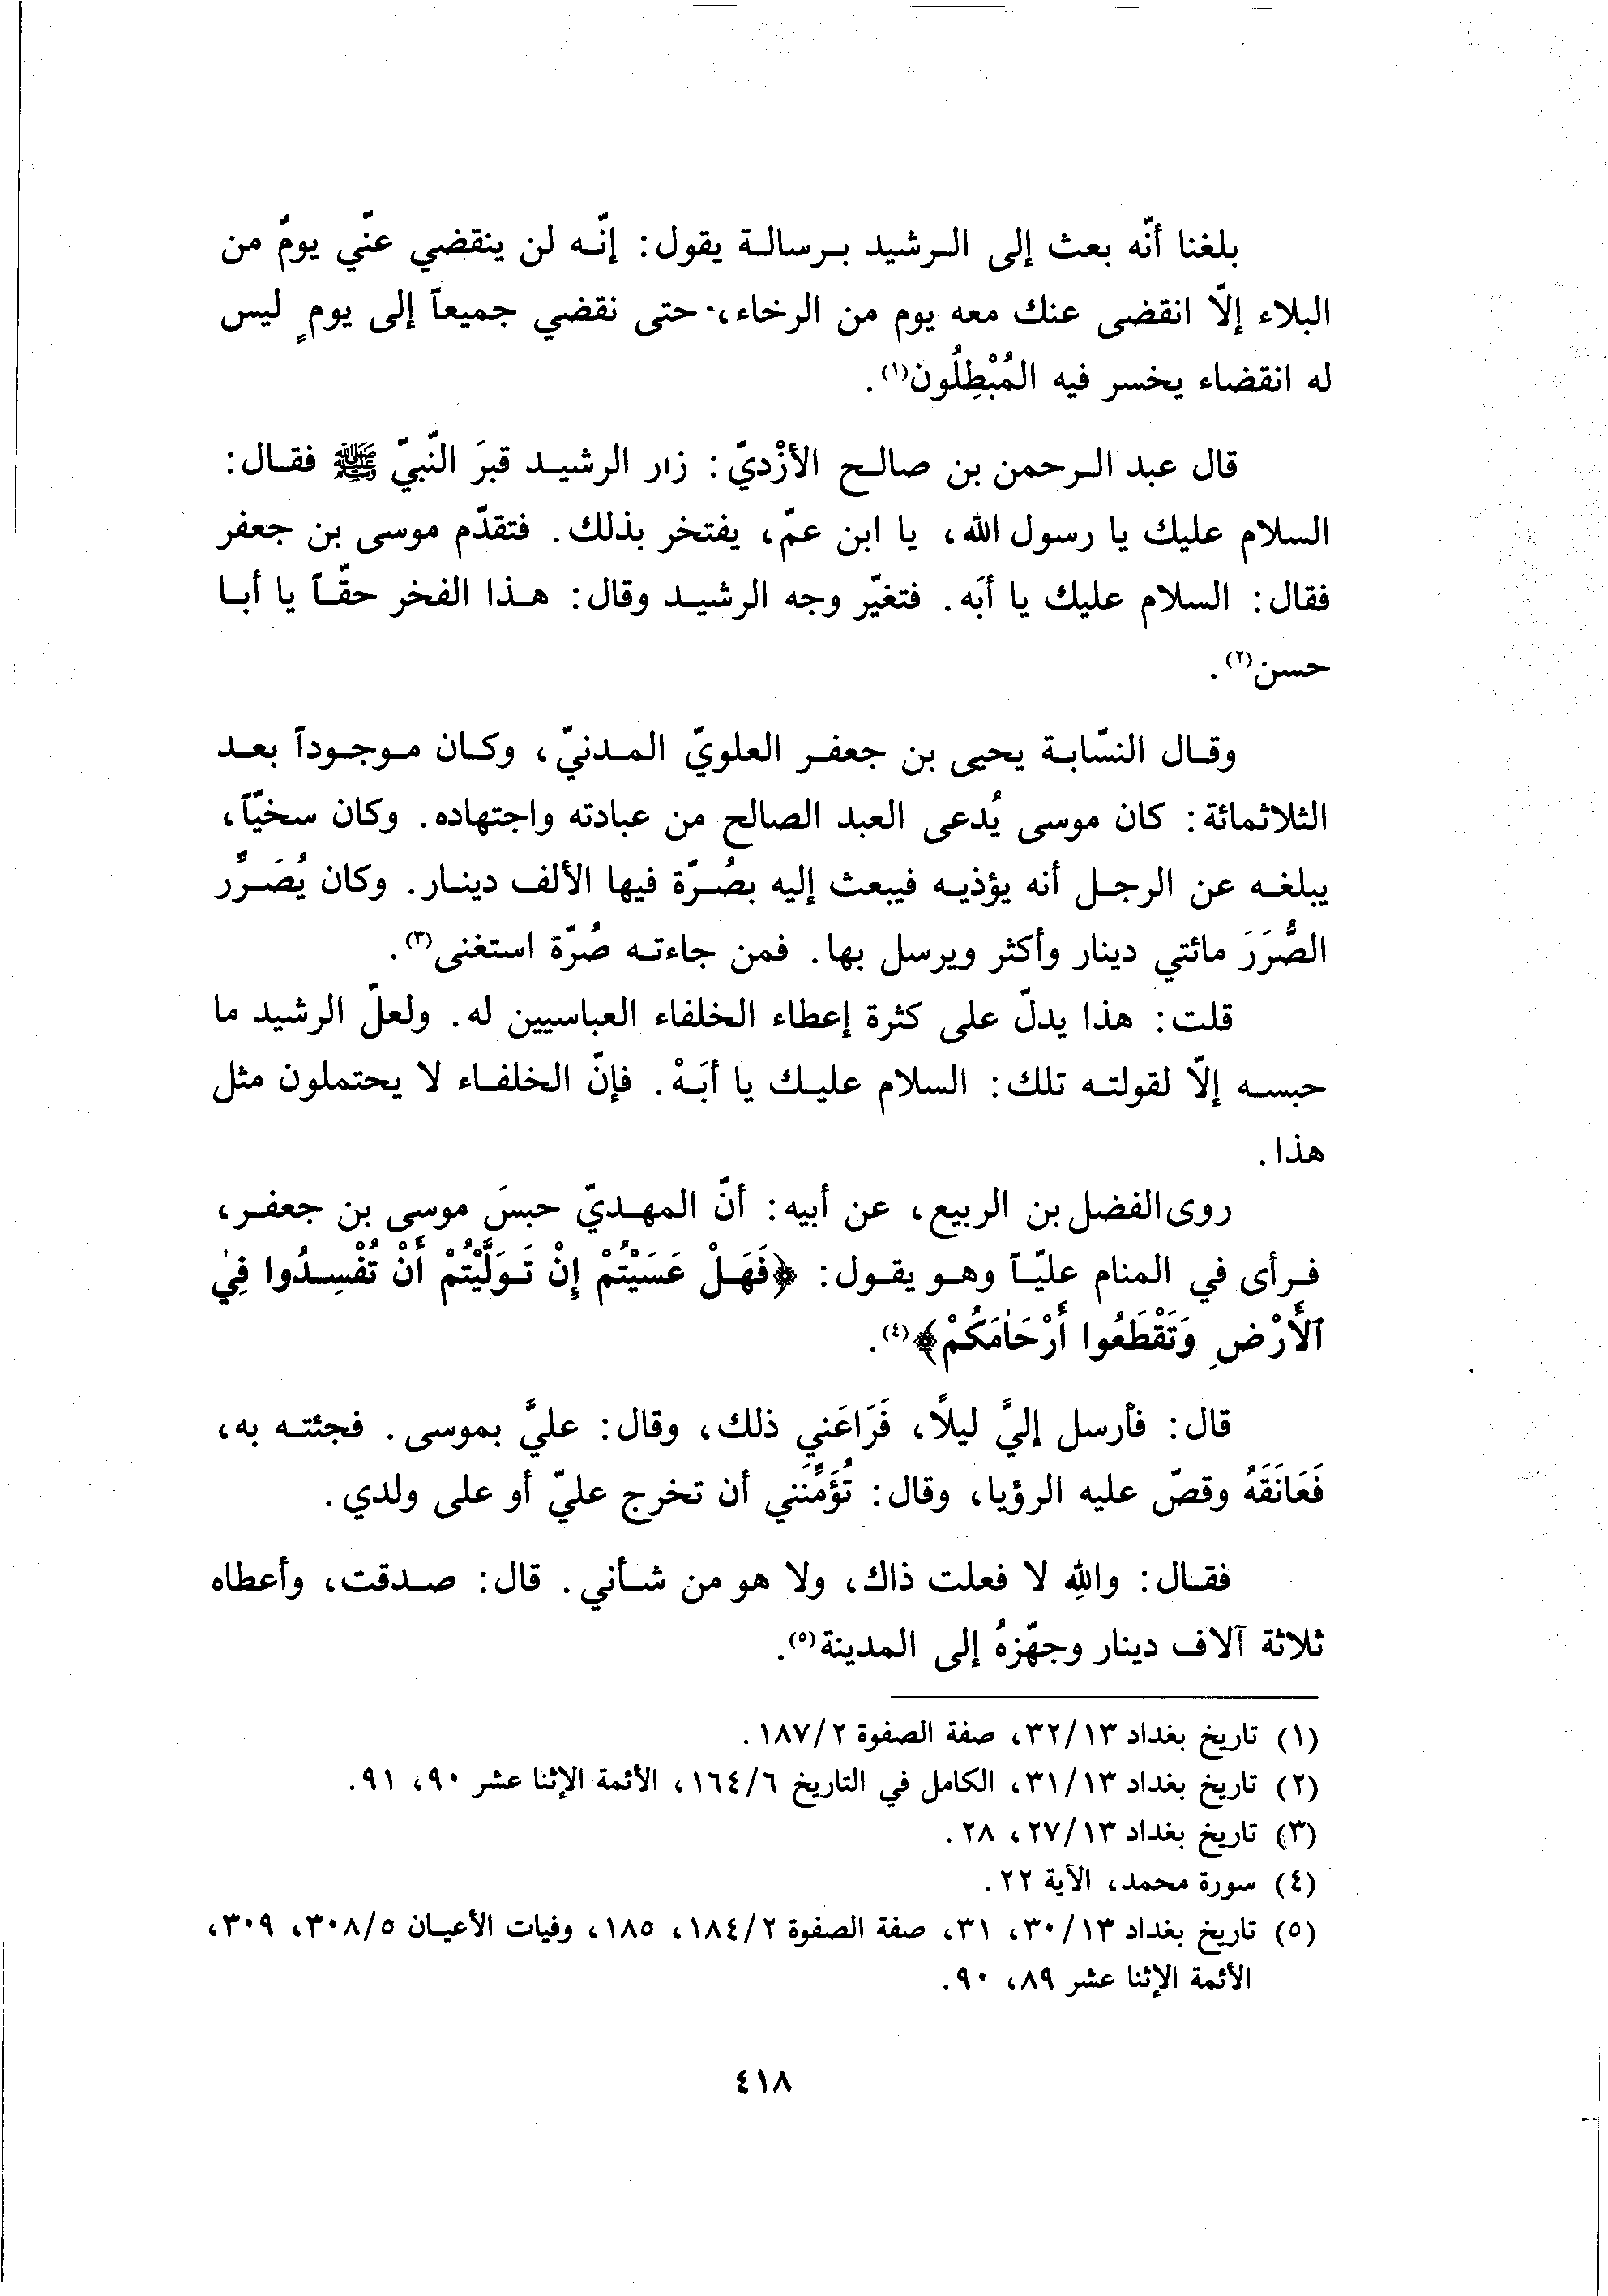 بلغنا أنّه بعث إلى الرشيد برسالة يقول: إنّه لن ينقضي عنّي يومٌ من
البلاء إلّا انقضى عنك معه يوم من الرخاء، حتى نقضي جميعاً إلى يومٍ ليس
له انقضاء يخسر فيه المُبْطِلُون(١).
قال عبد الرحمن بن صالح الأزْديّ: زار الرشيد قبرَ النّبيّ ﷺ فقال:
السلام عليك يا رسول الله، يا ابن عمّ، يفتخر بذلك. فتقدّم موسى بن جعفر
فقال: السلام عليك يا أبَه. فتغيّر وجه الرشيد وقال: هذا الفخر حقّاً يا أبا
حسن(٢).
وقال النسّابة يحيى بن جعفر العلويّ المدنيّ، وكان موجوداً بعد
الثلاثمائة: كان موسى يُدعى العبد الصالح من عبادته واجتهاده. وكان سخيّاً،
يبلغه عن الرجل أنه يؤذيه فيبعث إليه بصُرّة فيها الألف دينار. وكان يُصَرِّر
الصُّرَرَ مائتي دينار وأكثر ويرسل بها. فمن جاءته صُرّة استغنى(٣).
قلت: هذا يدلّ على كثرة إعطاء الخلفاء العباسيين له. ولعلّ الرشيد ما
حبسه إلّا لقولته تلك: السلام عليك يا أبَهْ. فإنّ الخلفاء لا يحتملون مثل
هذا.
روى الفضل بن الربيع، عن أبيه: أنّ المهديّ حبسَ موسى بن جعفر،
فرأى في المنام عليّاً وهو يقول: ﴿فَهَلْ عَسَيْتُمْ إِنْ تَوَلَّيْتُمْ أَنْ تُفْسِدُوا فِي
ٱلْأَرْضِ وَتَقْطَعُوا أَرْحَامَكُمْ﴾(٤).
قال: فأرسل إليَّ ليلًا، فَرَاعَني ذلك، وقال: عليَّ بموسى. فجئته به،
فَعَانَقَهُ وقصّ عليه الرؤيا، وقال: تُؤَمِّنُني أن تخرج عليّ أو على ولدي.
فقال: واللهِ لا فعلت ذاك، ولا هو من شأني. قال: صدقت، وأعطاه
ثلاثة آلاف دينار وجهّزهُ إلى المدينة(٥).
(١) تاريخ بغداد ٣٢/١٣، صفة الصفوة ١٨٧/٢.
(٢) تاريخ بغداد ٣١/١٣، الكامل في التاريخ ١٦٤/٦، الأئمة الإثنا عشر ٩٠، ٩١.
(٣) تاريخ بغداد ٢٧/١٣، ٢٨.
(٤) سورة محمد، الآية ٢٢.
(٥) تاريخ بغداد ٣٠/١٣، ٣١، صفة الصفوة ١٨٤/٢، ١٨٥، وفيات الأعيان ٣٠٨/٥، ٣٠٩،
الأئمة الإثنا عشر ٨٩، ٩٠.
٤١٨